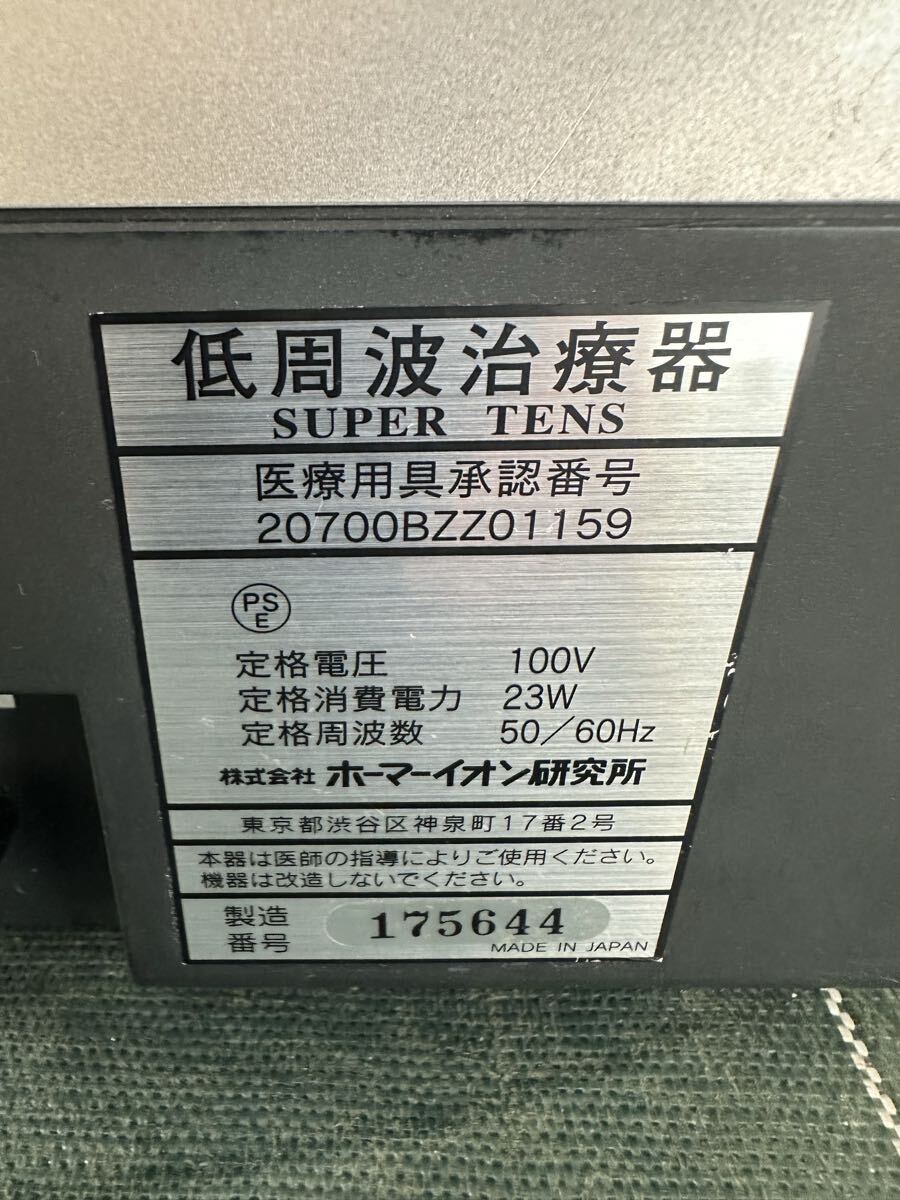 低周波治療器
SUPER TENS
医療用具承認番号
20700BZZ01159
PS
E
定格電圧 100V
定格消費電力 23W
定格周波数 50/60Hz
株式会社 ホーマーイオン研究所
東京都渋谷区神泉町17番2号
本器は医師の指導によりご使用ください。
機器は改造しないでください。
製造番号 175644
MADE IN JAPAN